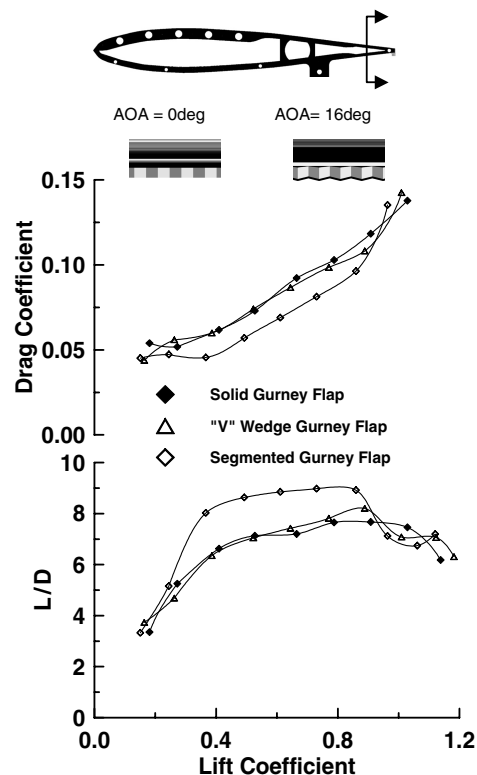 AOA = 0deg
AOA= 16deg
0.15
0.10
0.05
0.00
Drag Coefficient
Solid Gurney Flap
"V" Wedge Gurney Flap
Segmented Gurney Flap
10
8
6
4
2
0
L/D
0.0 0.4 0.8 1.2
Lift Coefficient